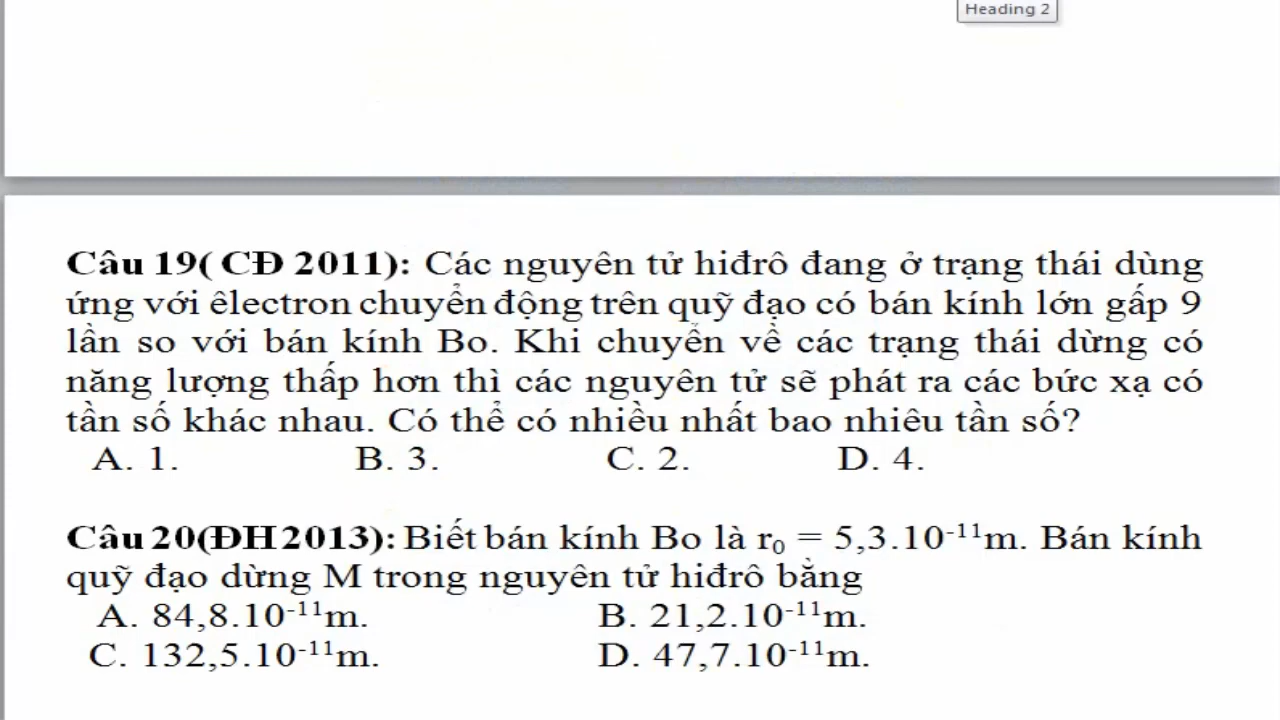 Heading 2
Câu 19( CĐ 2011): Các nguyên tử hiđrô đang ở trạng thái dùng
ứng với êlectron chuyển động trên quỹ đạo có bán kính lớn gấp 9
lần so với bán kính Bo. Khi chuyển về các trạng thái dừng có
năng lượng thấp hơn thì các nguyên tử sẽ phát ra các bức xạ có
tần số khác nhau. Có thể có nhiều nhất bao nhiêu tần số?
A. 1. B. 3. C. 2. D. 4.
Câu 20(ĐH 2013): Biết bán kính Bo là r₀ = 5,3.10⁻¹¹m. Bán kính
quỹ đạo dừng M trong nguyên tử hiđrô bằng
A. 84,8.10⁻¹¹m. B. 21,2.10⁻¹¹m.
C. 132,5.10⁻¹¹m. D. 47,7.10⁻¹¹m.